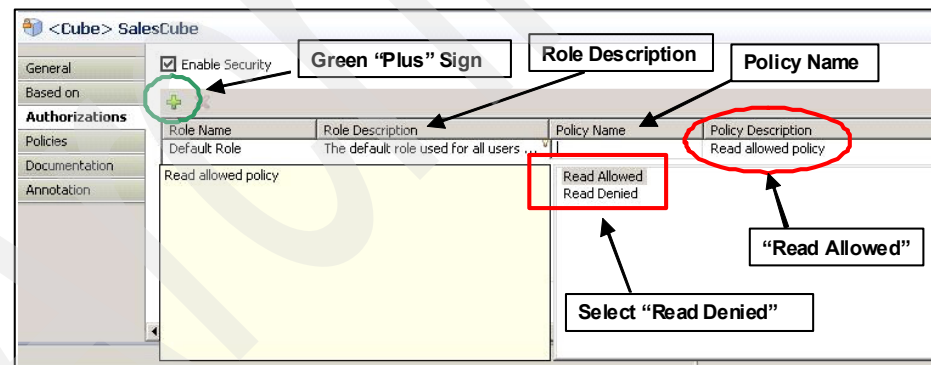 <Cube> SalesCube
General
Based on
Authorizations
Policies
Documentation
Annotation
Enable Security
Green “Plus” Sign
Role Description
Policy Name
Role Name Role Description Policy Name Policy Description
Default Role The default role used for all users ... Read allowed policy
Read allowed policy
Read Allowed
Read Denied
“Read Allowed”
Select “Read Denied”